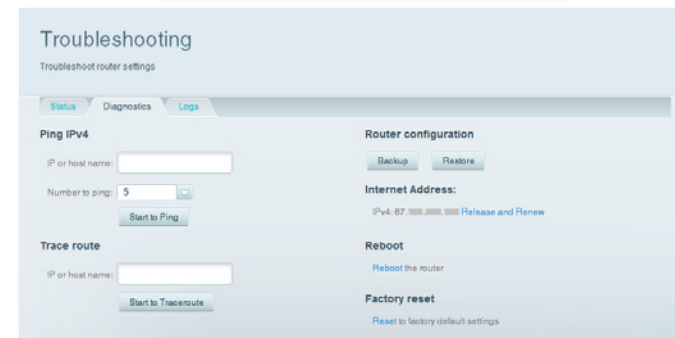 Troubleshooting
Troubleshoot router settings
Status
Diagnostics
Logs
Ping IPv4
IP or host name:
Number to ping: 5
Start to Ping
Trace route
IP or host name:
Start to Traceroute
Router configuration
Backup
Restore
Internet Address:
IPv4: 67. Release and Renew
Reboot
Reboot the router
Factory reset
Reset to factory default settings